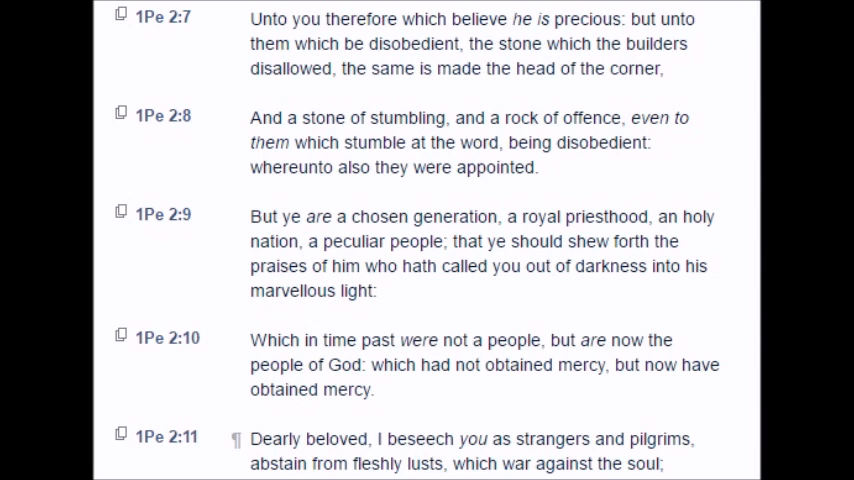 1Pe 2:7 Unto you therefore which believe he is precious: but unto
them which be disobedient, the stone which the builders
disallowed, the same is made the head of the corner,
1Pe 2:8 And a stone of stumbling, and a rock of offence, even to
them which stumble at the word, being disobedient:
whereunto also they were appointed.
1Pe 2:9 But ye are a chosen generation, a royal priesthood, an holy
nation, a peculiar people; that ye should shew forth the
praises of him who hath called you out of darkness into his
marvellous light:
1Pe 2:10 Which in time past were not a people, but are now the
people of God: which had not obtained mercy, but now have
obtained mercy.
1Pe 2:11 ¶ Dearly beloved, I beseech you as strangers and pilgrims,
abstain from fleshly lusts, which war against the soul;